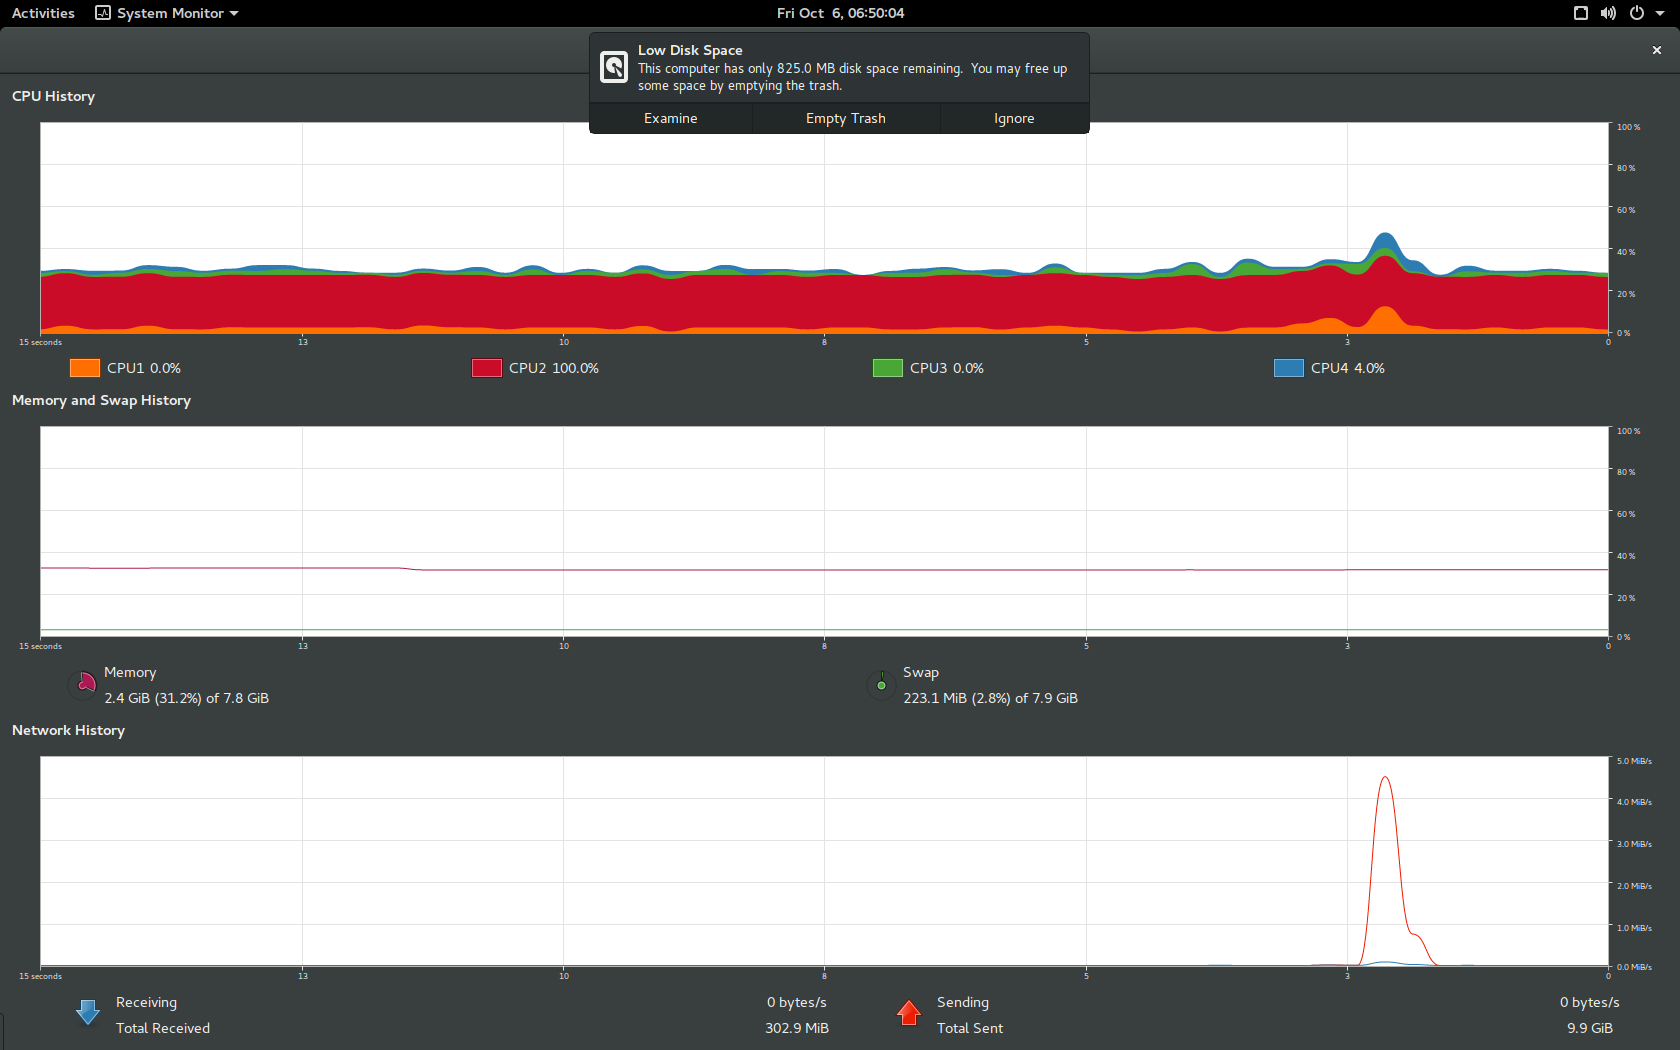 Activities
System Monitor
Fri Oct 6, 06:50:04
Low Disk Space
This computer has only 825.0 MB disk space remaining. You may free up
some space by emptying the trash.
Examine
Empty Trash
Ignore
CPU History
100 %
80 %
60 %
40 %
20 %
0 %
15 seconds 13 10 8 5 3 0
CPU1 0.0% CPU2 100.0% CPU3 0.0% CPU4 4.0%
Memory and Swap History
100 %
80 %
60 %
40 %
20 %
0 %
15 seconds 13 10 8 5 3 0
Memory
2.4 GiB (31.2%) of 7.8 GiB
Swap
223.1 MiB (2.8%) of 7.9 GiB
Network History
5.0 MiB/s
4.0 MiB/s
3.0 MiB/s
2.0 MiB/s
1.0 MiB/s
0.0 MiB/s
15 seconds 13 10 8 5 3 0
Receiving 0 bytes/s
Total Received 302.9 MiB
Sending 0 bytes/s
Total Sent 9.9 GiB